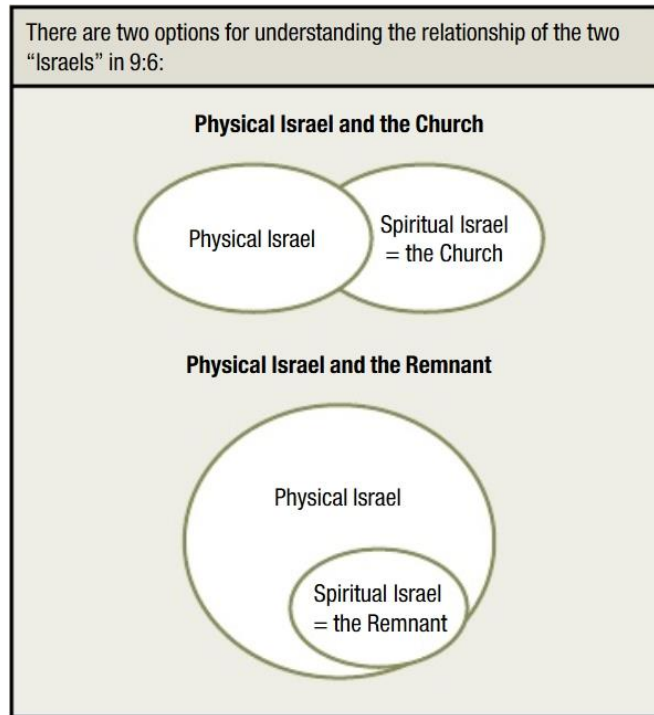 There are two options for understanding the relationship of the two
“Israels” in 9:6:
Physical Israel and the Church
Physical Israel
Spiritual Israel
= the Church
Physical Israel and the Remnant
Physical Israel
Spiritual Israel
= the Remnant